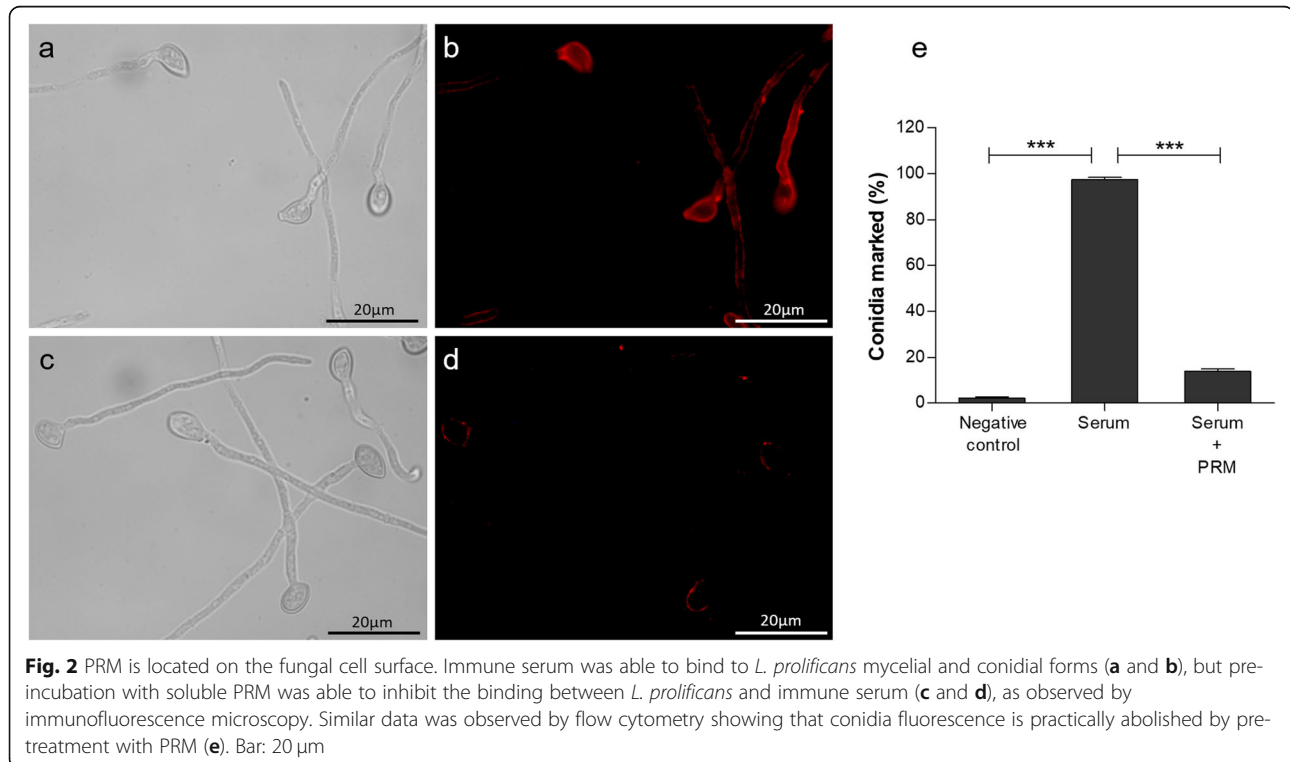 a
b
e
20µm
20µm
c
d
20µm
20µm
120
100
80
60
40
20
0
Conidia marked (%)
***
***
Negative
control
Serum
Serum
+
PRM
Fig. 2 PRM is located on the fungal cell surface. Immune serum was able to bind to L. prolificans mycelial and conidial forms (a and b), but pre-
incubation with soluble PRM was able to inhibit the binding between L. prolificans and immune serum (c and d), as observed by
immunofluorescence microscopy. Similar data was observed by flow cytometry showing that conidia fluorescence is practically abolished by pre-
treatment with PRM (e). Bar: 20 µm